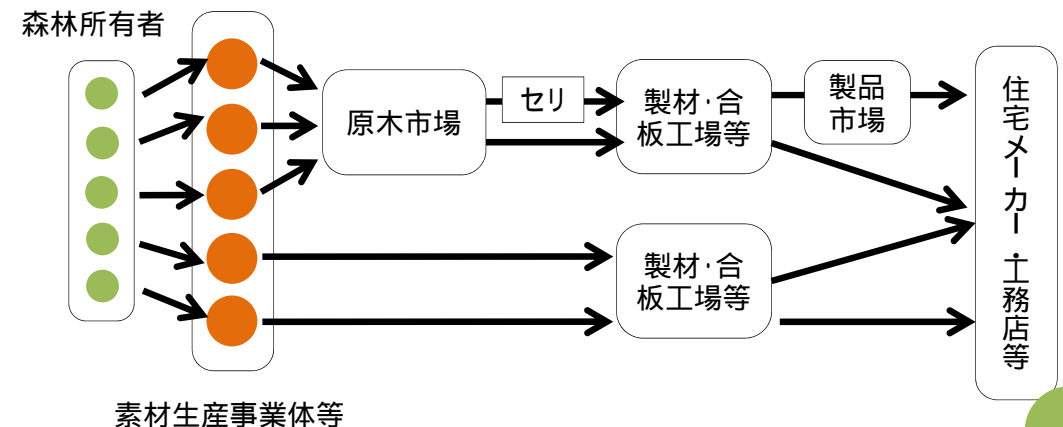 森林所有者
原木市場
セリ
製材・合
板工場等
製品
市場
製材・合
板工場等
住宅メーカー・工務店等
素材生産事業体等